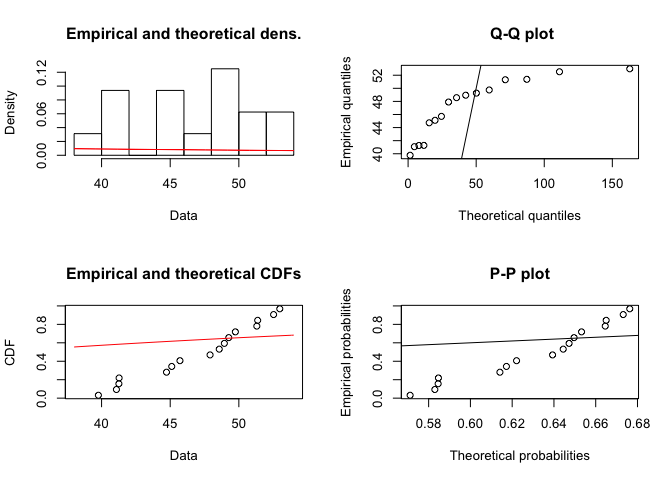 Empirical and theoretical dens.
Density
0.00 0.06 0.12
40 45 50
Data
Q-Q plot
Empirical quantiles
40 44 48 52
0 50 100 150
Theoretical quantiles
Empirical and theoretical CDFs
CDF
0.0 0.4 0.8
40 45 50
Data
P-P plot
Empirical probabilities
0.0 0.4 0.8
0.58 0.60 0.62 0.64 0.66 0.68
Theoretical probabilities